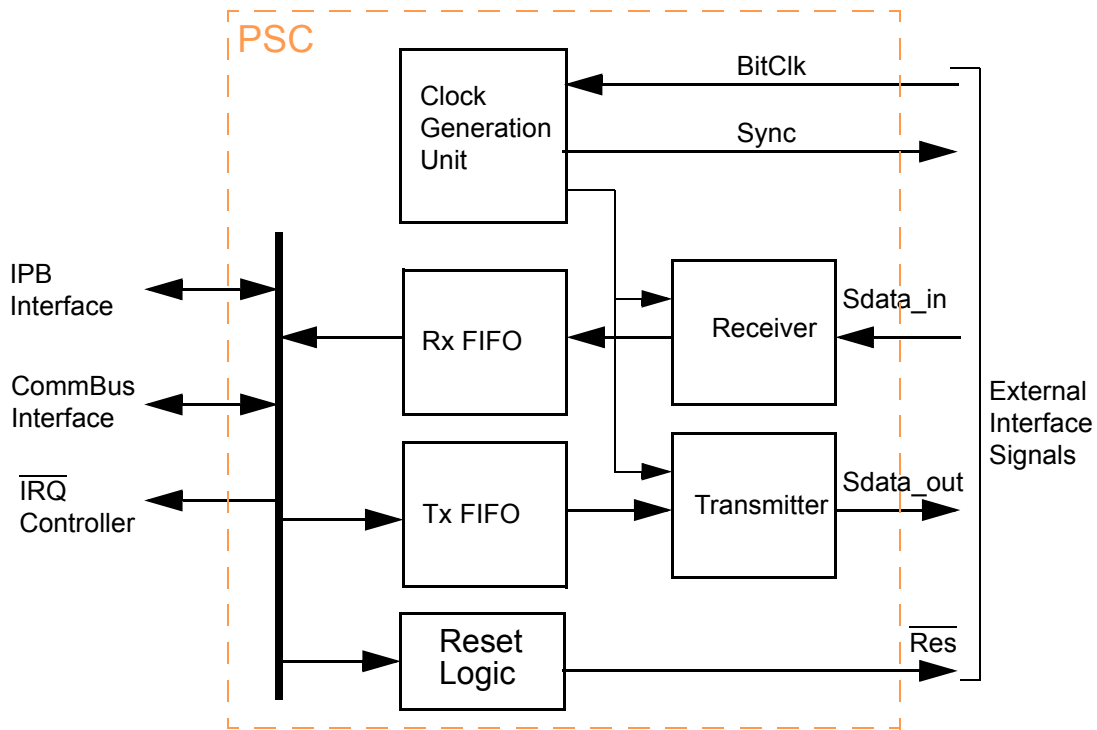 PSC
BitClk
Clock
Generation
Unit
Sync
IPB
Interface
Rx FIFO
Receiver
Sdata_in
CommBus
Interface
External
Interface
Signals
IRQ
Controller
Tx FIFO
Transmitter
Sdata_out
Reset
Logic
Res